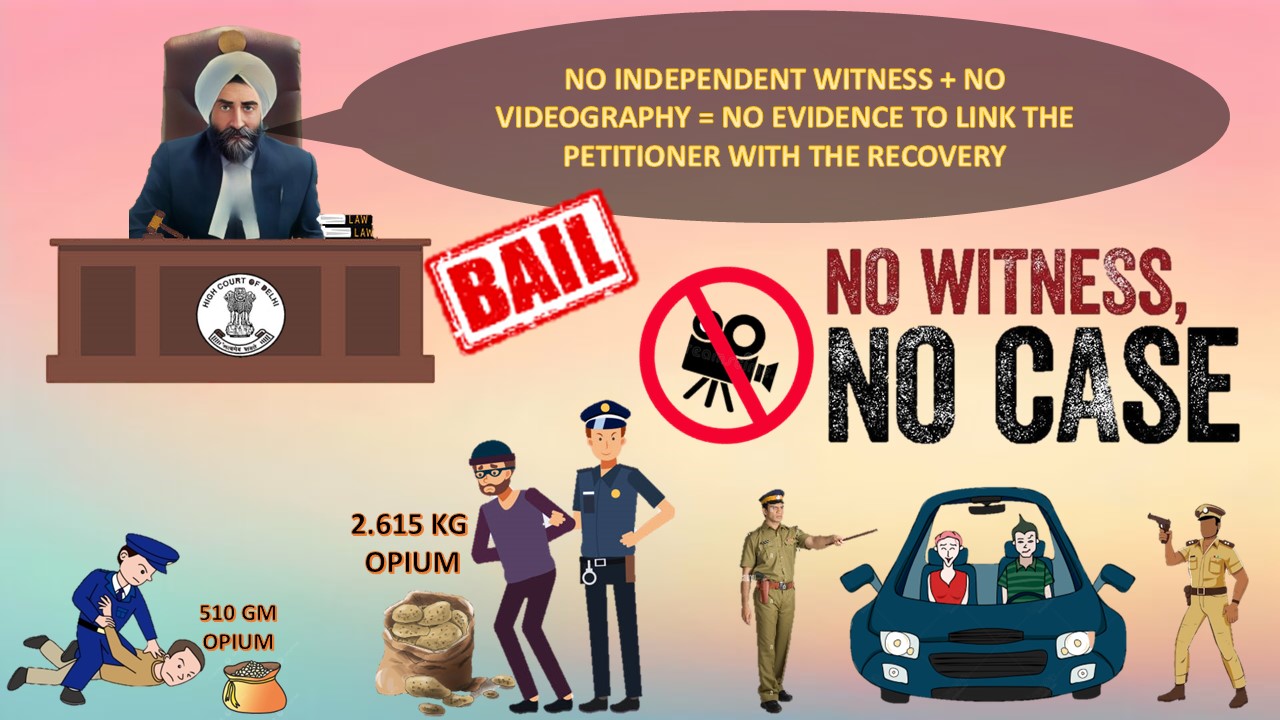 NO INDEPENDENT WITNESS + NO
VIDEOGRAPHY = NO EVIDENCE TO LINK THE
PETITIONER WITH THE RECOVERY
LAW
LAW
HIGH COURT OF DELHI
BAIL
NO WITNESS,
NO CASE
2.615 KG
OPIUM
510 GM
OPIUM